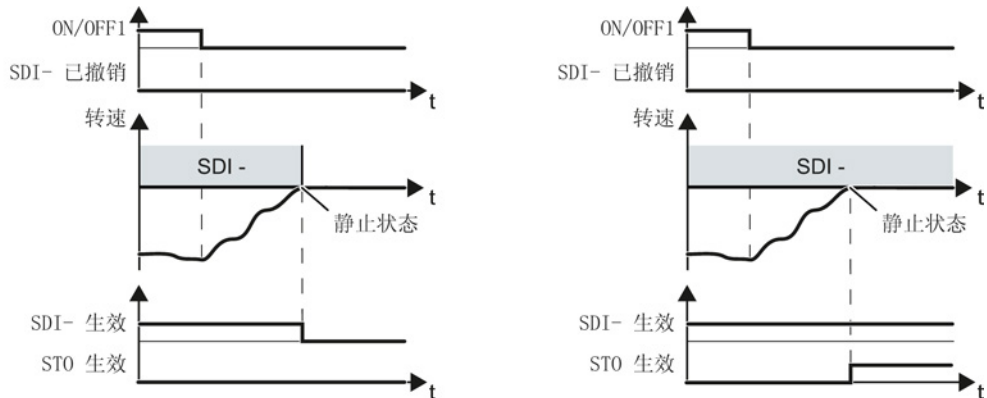 ON/OFF1
SDI- 已撤销
t
转速
SDI -
t
静止状态
SDI- 生效
STO 生效
t
ON/OFF1
SDI- 已撤销
t
转速
SDI -
t
静止状态
SDI- 生效
STO 生效
t